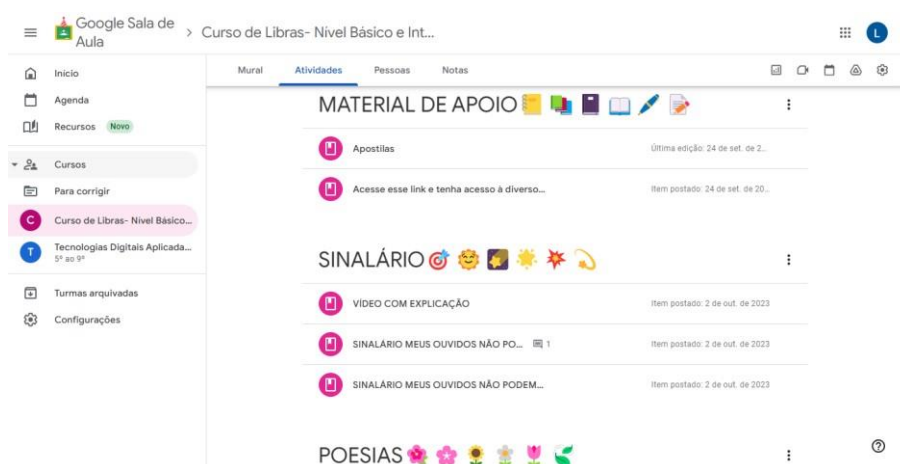 Google Sala de
Aula
> Curso de Libras- Nível Básico e Int...
L
Início
Agenda
Recursos Novo
Cursos
Para corrigir
C Curso de Libras- Nível Básico...
T Tecnologias Digitais Aplicada...
5º ao 9º
Turmas arquivadas
Configurações
Mural Atividades Pessoas Notas
MATERIAL DE APOIO
Apostilas Última edição: 24 de set. de 2...
Acesse esse link e tenha acesso à diverso... Item postado: 24 de set. de 20...
SINALÁRIO
VÍDEO COM EXPLICAÇÃO Item postado: 2 de out. de 2023
SINALÁRIO MEUS OUVIDOS NÃO PO... 1 Item postado: 2 de out. de 2023
SINALÁRIO MEUS OUVIDOS NÃO PODEM... Item postado: 2 de out. de 2023
POESIAS